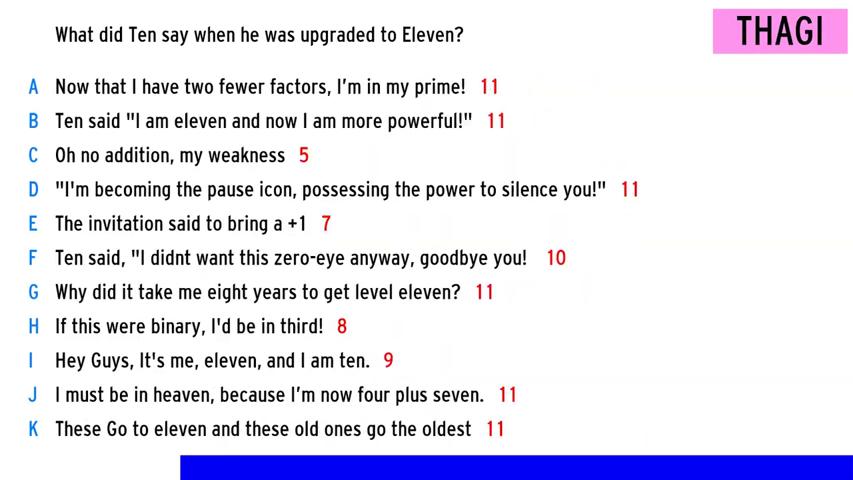 What did Ten say when he was upgraded to Eleven?
THAGI
A Now that I have two fewer factors, I'm in my prime! 11
B Ten said "I am eleven and now I am more powerful!" 11
C Oh no addition, my weakness 5
D "I'm becoming the pause icon, possessing the power to silence you!" 11
E The invitation said to bring a +1 7
F Ten said, "I didnt want this zero-eye anyway, goodbye you! 10
G Why did it take me eight years to get level eleven? 11
H If this were binary, I'd be in third! 8
I Hey Guys, It's me, eleven, and I am ten. 9
J I must be in heaven, because I'm now four plus seven. 11
K These Go to eleven and these old ones go the oldest 11